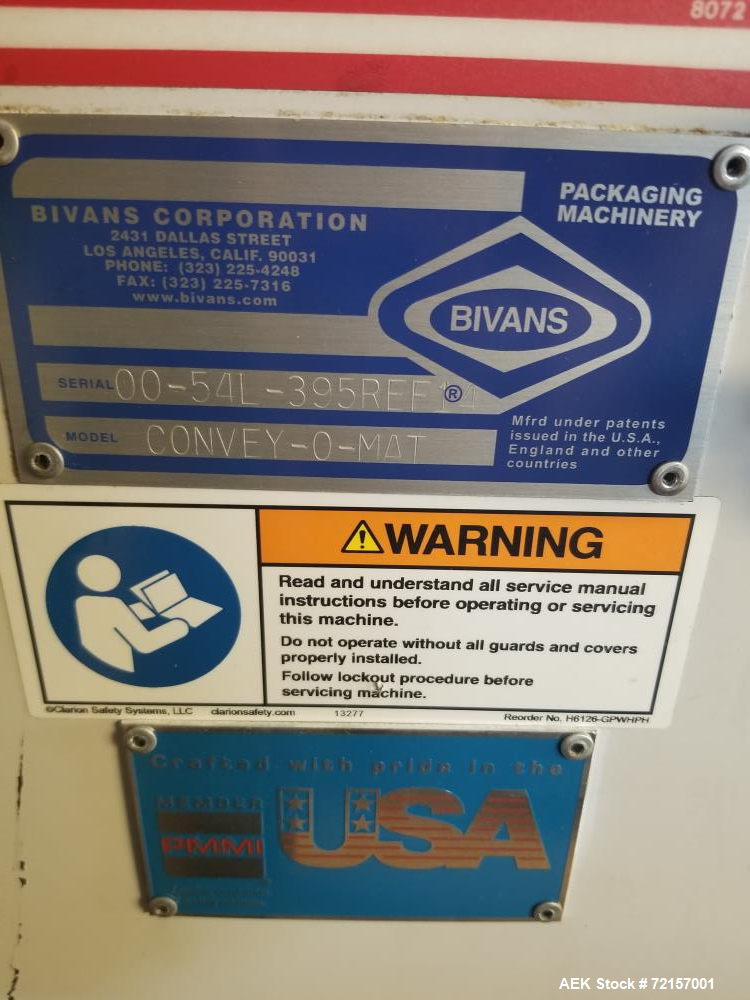 8072
PACKAGING
MACHINERY
BIVANS CORPORATION
2431 DALLAS STREET
LOS ANGELES, CALIF. 90031
PHONE: (323) 225-4248
FAX: (323) 225-7316
www.bivans.com
BIVANS
®
SERIAL 00-54L-395REF14
MODEL CONVEY-O-MAT
Mfrd under patents
issued in the U.S.A.,
England and other
countries
WARNING
Read and understand all service manual
instructions before operating or servicing
this machine.
Do not operate without all guards and covers
properly installed.
Follow lockout procedure before
servicing machine.
©Clarion Safety Systems, LLC clarionsafety.com 13277 Reorder No. H6126-GPWHPH
Crafted with pride in the
MEMBER
PMMI
USA
AEK Stock # 72157001